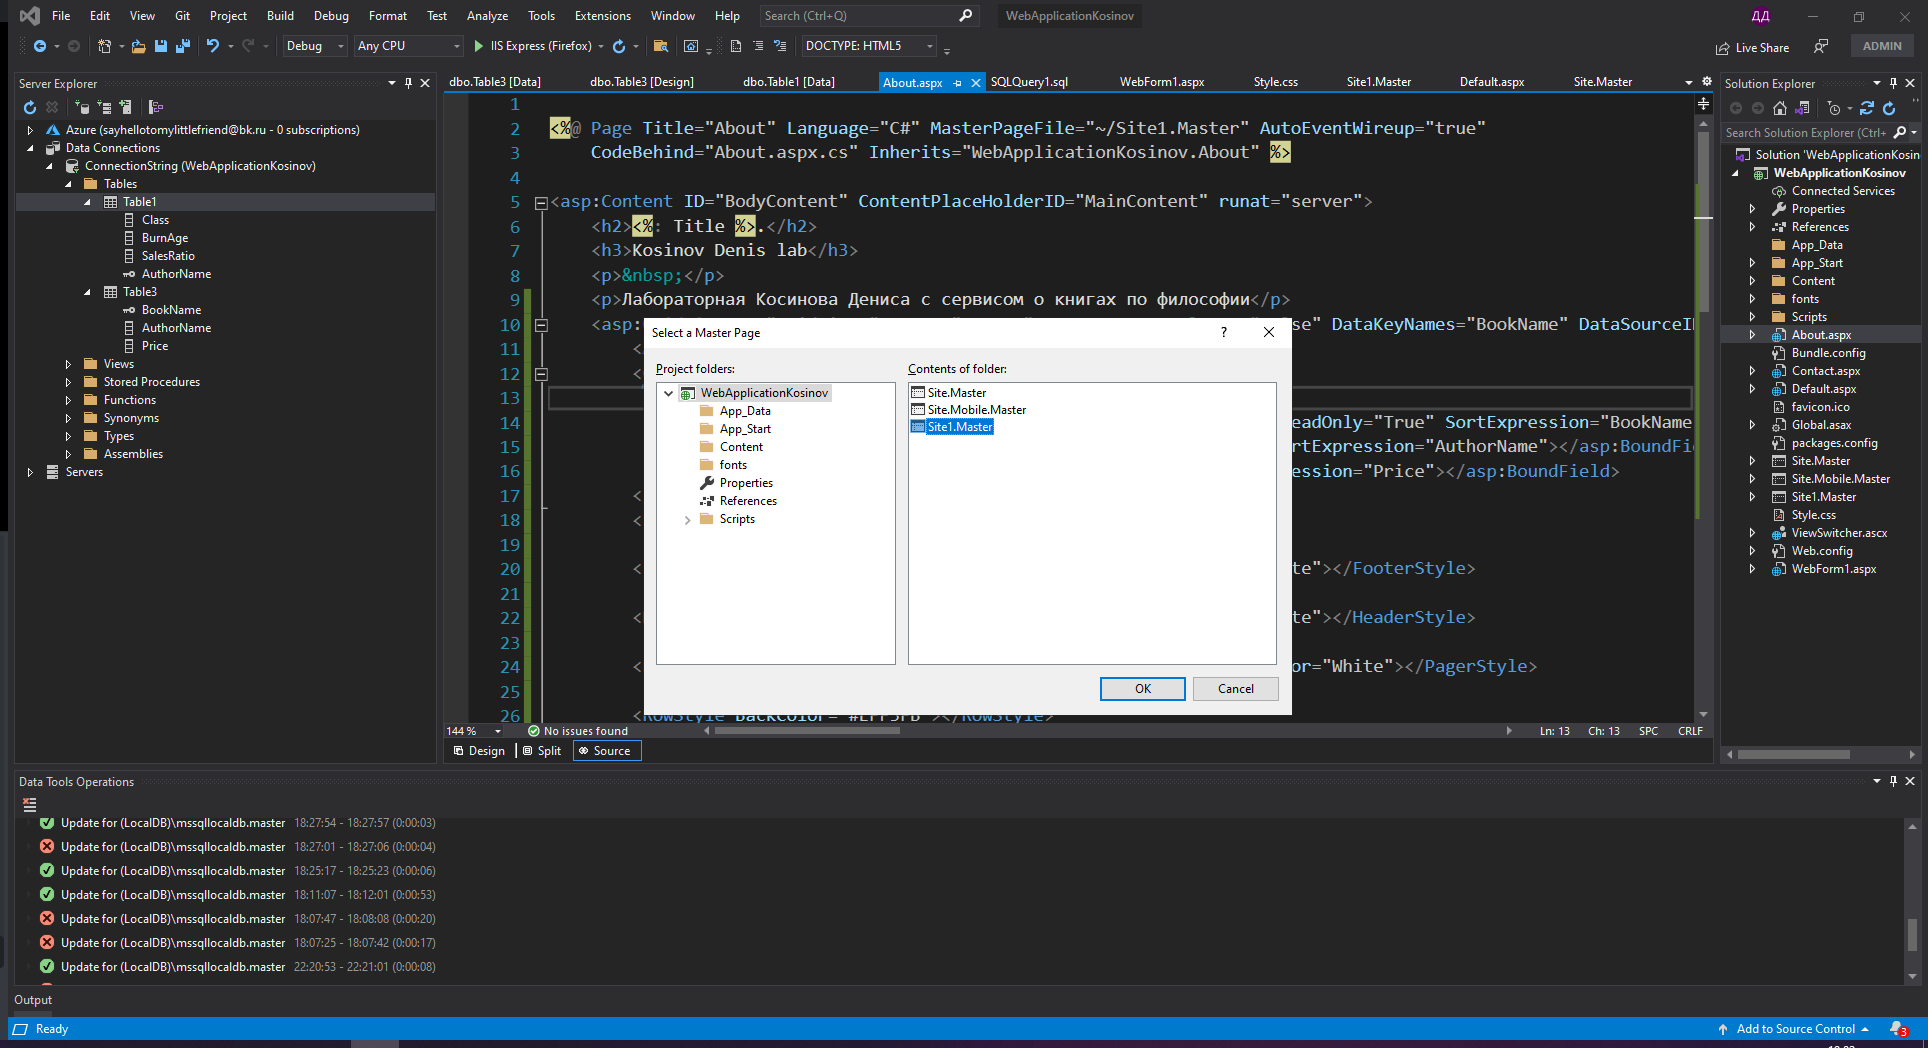 File Edit View Git Project Build Debug Format Test Analyze Tools Extensions Window Help Search (Ctrl+Q) WebApplicationKosinov ДД
Debug Any CPU IIS Express (Firefox) DOCTYPE: HTML5 Live Share ADMIN
Server Explorer
Azure (sayhellotomylittlefriend@bk.ru - 0 subscriptions)
Data Connections
ConnectionString (WebApplicationKosinov)
Tables
Table1
Class
BurnAge
SalesRatio
AuthorName
Table3
BookName
AuthorName
Price
Views
Stored Procedures
Functions
Synonyms
Types
Assemblies
Servers
dbo.Table3 [Data] dbo.Table3 [Design] dbo.Table1 [Data] About.aspx SQLQuery1.sql WebForm1.aspx Style.css Site1.Master Default.aspx Site.Master
1
2 <%@ Page Title="About" Language="C#" MasterPageFile="~/Site1.Master" AutoEventWireup="true"
3 CodeBehind="About.aspx.cs" Inherits="WebApplicationKosinov.About" %>
4
5 <asp:Content ID="BodyContent" ContentPlaceHolderID="MainContent" runat="server">
6 <h2><%: Title %>.</h2>
7 <h3>Kosinov Denis lab</h3>
8 <p>&nbsp;</p>
9 <p>Лабораторная Косинова Дениса с сервисом о книгах по философии</p>
10 <asp: se" DataKeyNames="BookName" DataSourceI
11 <
12 <
13
14 eadOnly="True" SortExpression="BookName
15 rtExpression="AuthorName"></asp:BoundFi
16 ession="Price"></asp:BoundField>
17 <
18 <
19
20 < te"></FooterStyle>
21
22 < te"></HeaderStyle>
23
24 < or="White"></PagerStyle>
25
26 <RowStyle BackColor="#EFF3FB"></RowStyle>
Select a Master Page ?
Project folders:
WebApplicationKosinov
App_Data
App_Start
Content
fonts
Properties
References
Scripts
Contents of folder:
Site.Master
Site.Mobile.Master
Site1.Master
OK Cancel
144 % No issues found Ln: 13 Ch: 13 SPC CRLF
Design Split Source
Solution Explorer
Search Solution Explorer (Ctrl+
Solution 'WebApplicationKosin
WebApplicationKosinov
Connected Services
Properties
References
App_Data
App_Start
Content
fonts
Scripts
About.aspx
Bundle.config
Contact.aspx
Default.aspx
favicon.ico
Global.asax
packages.config
Site.Master
Site.Mobile.Master
Site1.Master
Style.css
ViewSwitcher.ascx
Web.config
WebForm1.aspx
Data Tools Operations
Update for (LocalDB)\mssqllocaldb.master 18:27:54 - 18:27:57 (0:00:03)
Update for (LocalDB)\mssqllocaldb.master 18:27:01 - 18:27:06 (0:00:04)
Update for (LocalDB)\mssqllocaldb.master 18:25:17 - 18:25:23 (0:00:06)
Update for (LocalDB)\mssqllocaldb.master 18:11:07 - 18:12:01 (0:00:53)
Update for (LocalDB)\mssqllocaldb.master 18:07:47 - 18:08:08 (0:00:20)
Update for (LocalDB)\mssqllocaldb.master 18:07:25 - 18:07:42 (0:00:17)
Update for (LocalDB)\mssqllocaldb.master 22:20:53 - 22:21:01 (0:00:08)
Output
Ready Add to Source Control 3